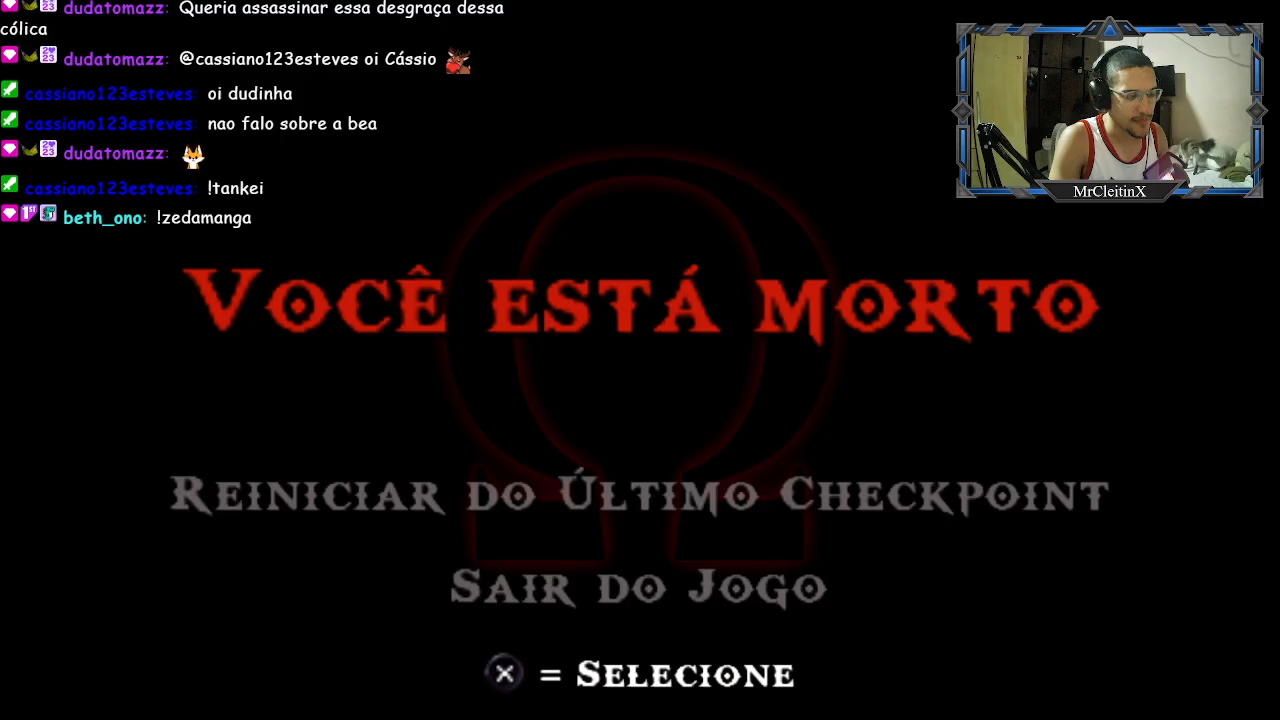 dudatomazz: Queria assassinar essa desgraça dessa
cólica
dudatomazz: @cassiano123esteves oi Cássio
cassiano123esteves: oi dudinha
cassiano123esteves: nao falo sobre a bea
dudatomazz:
cassiano123esteves: !tankei
beth_ono: !zedamanga
MrCleitinX
Você está morto
Reiniciar do Último Checkpoint
Sair do Jogo
X = Selecione